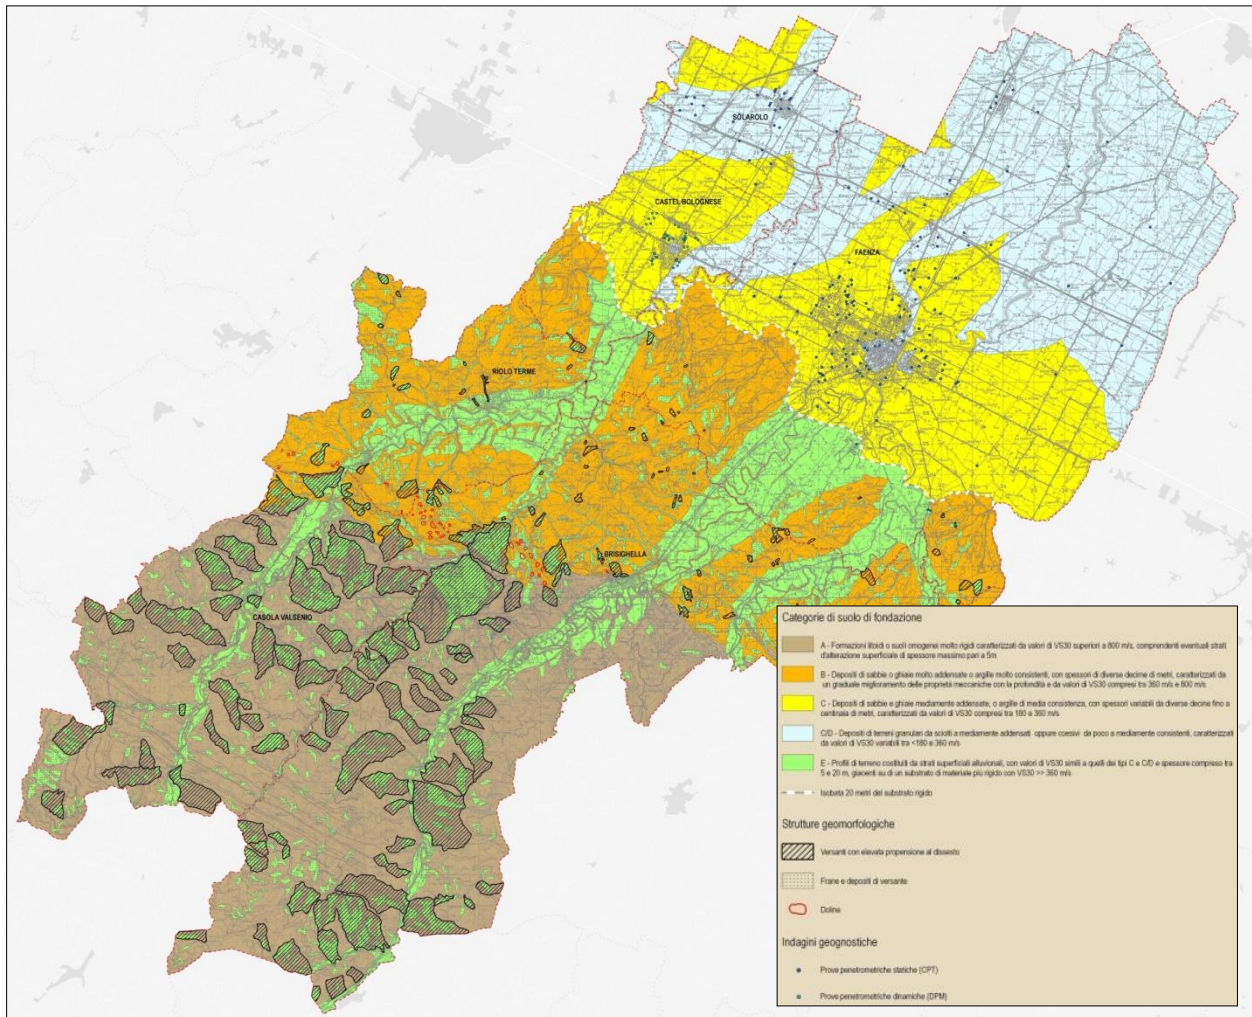 SOLAROLO
CASTEL BOLOGNESE
FAENZA
RIOLO TERME
BRISIGHELLA
CASOLA VALSENIO
Categorie di suolo di fondazione
A - Formazioni litoidi o suoli omogenei molto rigidi caratterizzati da valori di VS30 superiori a 800 m/s, comprendenti eventuali strati
d'alterazione superficiale di spessore massimo pari a 5m
B - Depositi di sabbie o ghiaie molto addensate o argille molto consistenti, con spessori di diverse decine di metri, caratterizzati da
un graduale miglioramento delle proprietà meccaniche con la profondità e da valori di VS30 compresi tra 360 m/s e 800 m/s
C - Depositi di sabbie e ghiaie mediamente addensate, o argille di media consistenza, con spessori variabili da diverse decine fino a
centinaia di metri, caratterizzati da valori di VS30 compresi tra 180 e 360 m/s
C/D - Depositi di terreni granulari da sciolti a mediamente addensati oppure coesivi da poco a mediamente consistenti, caratterizzati
da valori di VS30 variabili tra <180 e 360 m/s
E - Profili di terreno costituiti da strati superficiali alluvionali, con valori di VS30 simili a quelli dei tipi C e C/D e spessore compreso tra
5 e 20 m, giacenti su di un substrato di materiale più rigido con VS30 >> 360 m/s
Isobata 20 metri del substrato rigido
Strutture geomorfologiche
Versanti con elevata propensione al dissesto
Frane e depositi di versante
Doline
Indagini geognostiche
Prove penetrometriche statiche (CPT)
Prove penetrometriche dinamiche (DPM)